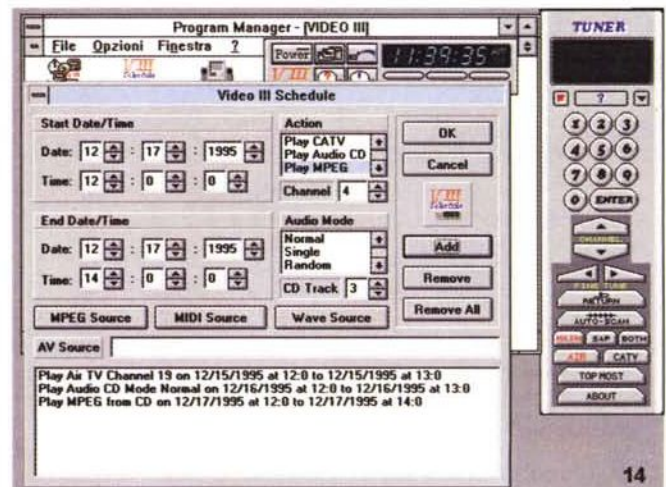 Program Manager - [VIDEO III]
File Opzioni Finestra ?
Power
11:39:35
VIII
Video III Schedule
Start Date/Time
Date: 12 : 17 : 1995
Time: 12 : 0 : 0
Action
Play CATV
Play Audio CD
Play MPEG
Channel 4
OK
Cancel
VIII
Schedule
End Date/Time
Date: 12 : 17 : 1995
Time: 14 : 0 : 0
Audio Mode
Normal
Single
Random
CD Track 3
Add
Remove
Remove All
MPEG Source MIDI Source Wave Source
AV Source
Play Air TV Channel 19 on 12/15/1995 at 12:0 to 12/15/1995 at 13:0
Play Audio CD Mode Normal on 12/16/1995 at 12:0 to 12/16/1995 at 13:0
Play MPEG from CD on 12/17/1995 at 12:0 to 12/17/1995 at 14:0
TUNER
?
1 2 3
4 5 6
7 8 9
0 ENTER
CHANNEL
FINE TUNE
RETURN
AUTO-SCAN
MAIN SAP BOTH
AIR CATV
TOP MOST
ABOUT
14